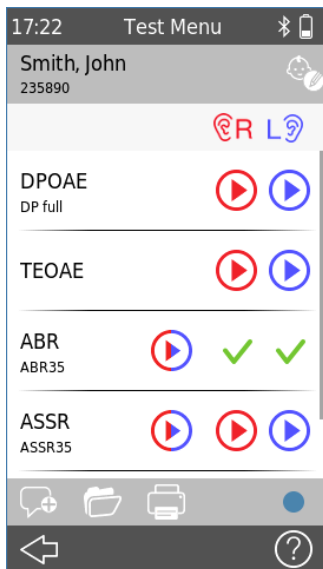 17:22 Test Menu
Smith, John
235890
R L
DPOAE
DP full
TEOAE
ABR
ABR35
ASSR
ASSR35
?